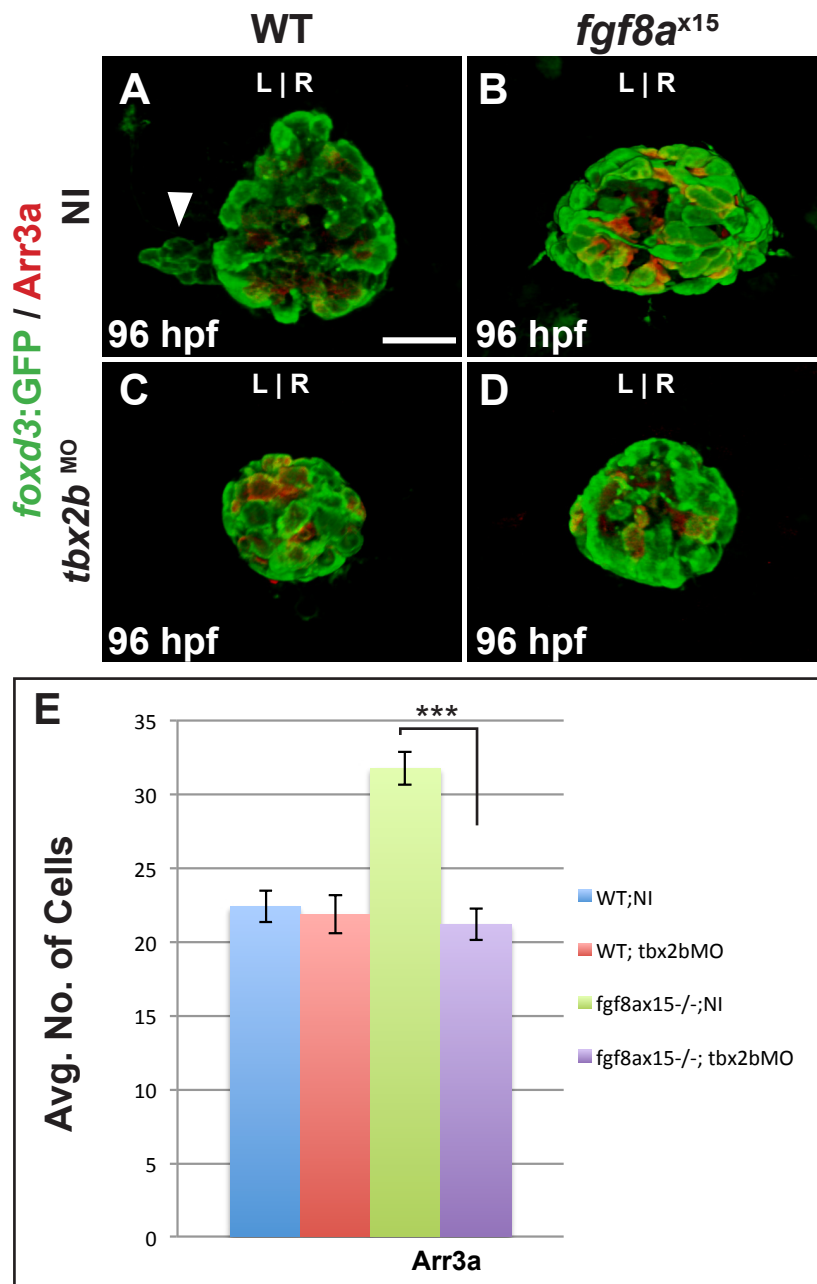 WT
fgf8a x15
foxd3:GFP / Arr3a
NI
tbx2b MO
A
L | R
96 hpf
B
L | R
96 hpf
C
L | R
96 hpf
D
L | R
96 hpf
E
Avg. No. of Cells
35
30
25
20
15
10
5
0
***
Arr3a
WT;NI
WT; tbx2bMO
fgf8ax15-/-;NI
fgf8ax15-/-; tbx2bMO